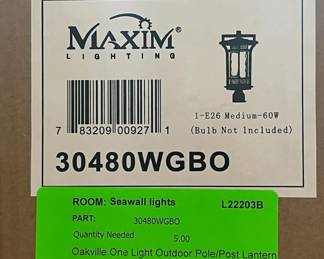 MAXIM®
LIGHTING
1-E26 Medium-60W
(Bulb Not Included)
7 83209 00927 1
30480WGBO
ROOM: Seawall lights L22203B
PART: 30480WGBO
Quantity Needed 5.00
Oakville One Light Outdoor Pole/Post Lantern